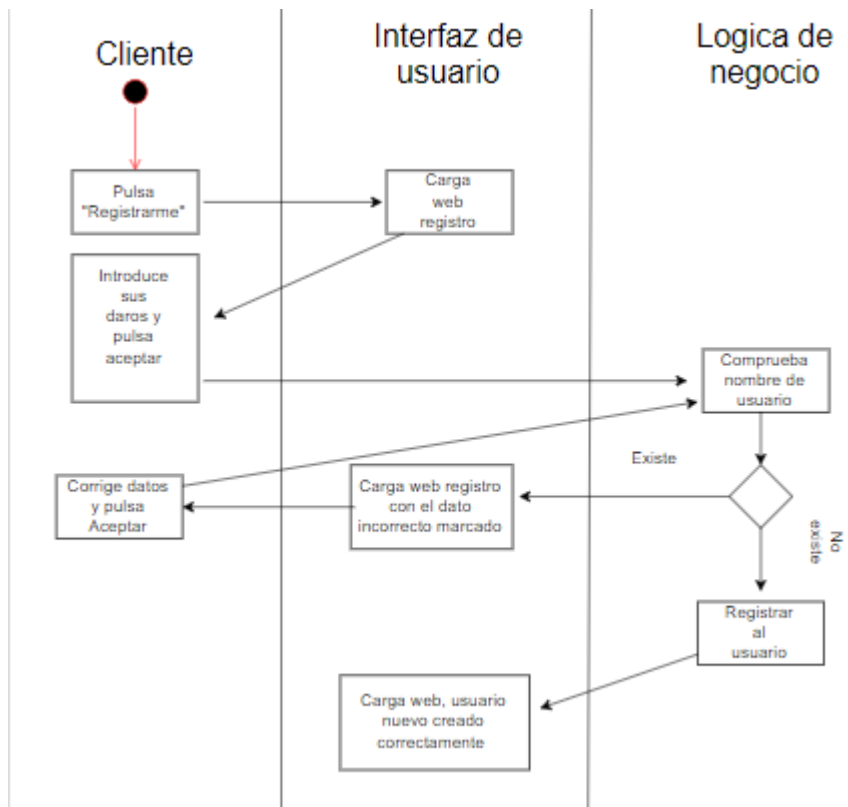 Cliente
Interfaz de
usuario
Logica de
negocio
Pulsa
"Registrarme"
Carga
web
registro
Introduce
sus
daros y
pulsa
aceptar
Comprueba
nombre de
usuario
Existe
Corrige datos
y pulsa
Aceptar
Carga web registro
con el dato
incorrecto marcado
No
existe
Registrar
al
usuario
Carga web, usuario
nuevo creado
correctamente